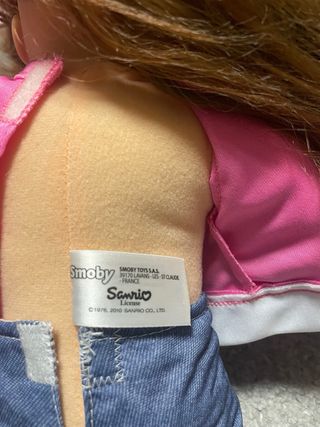 Smoby
SMOBY TOYS S.A.S.
39170 LAVANS - LES - ST CLAUDE
- FRANCE
Sanrio
License
©1976, 2010 SANRIO CO., LTD.